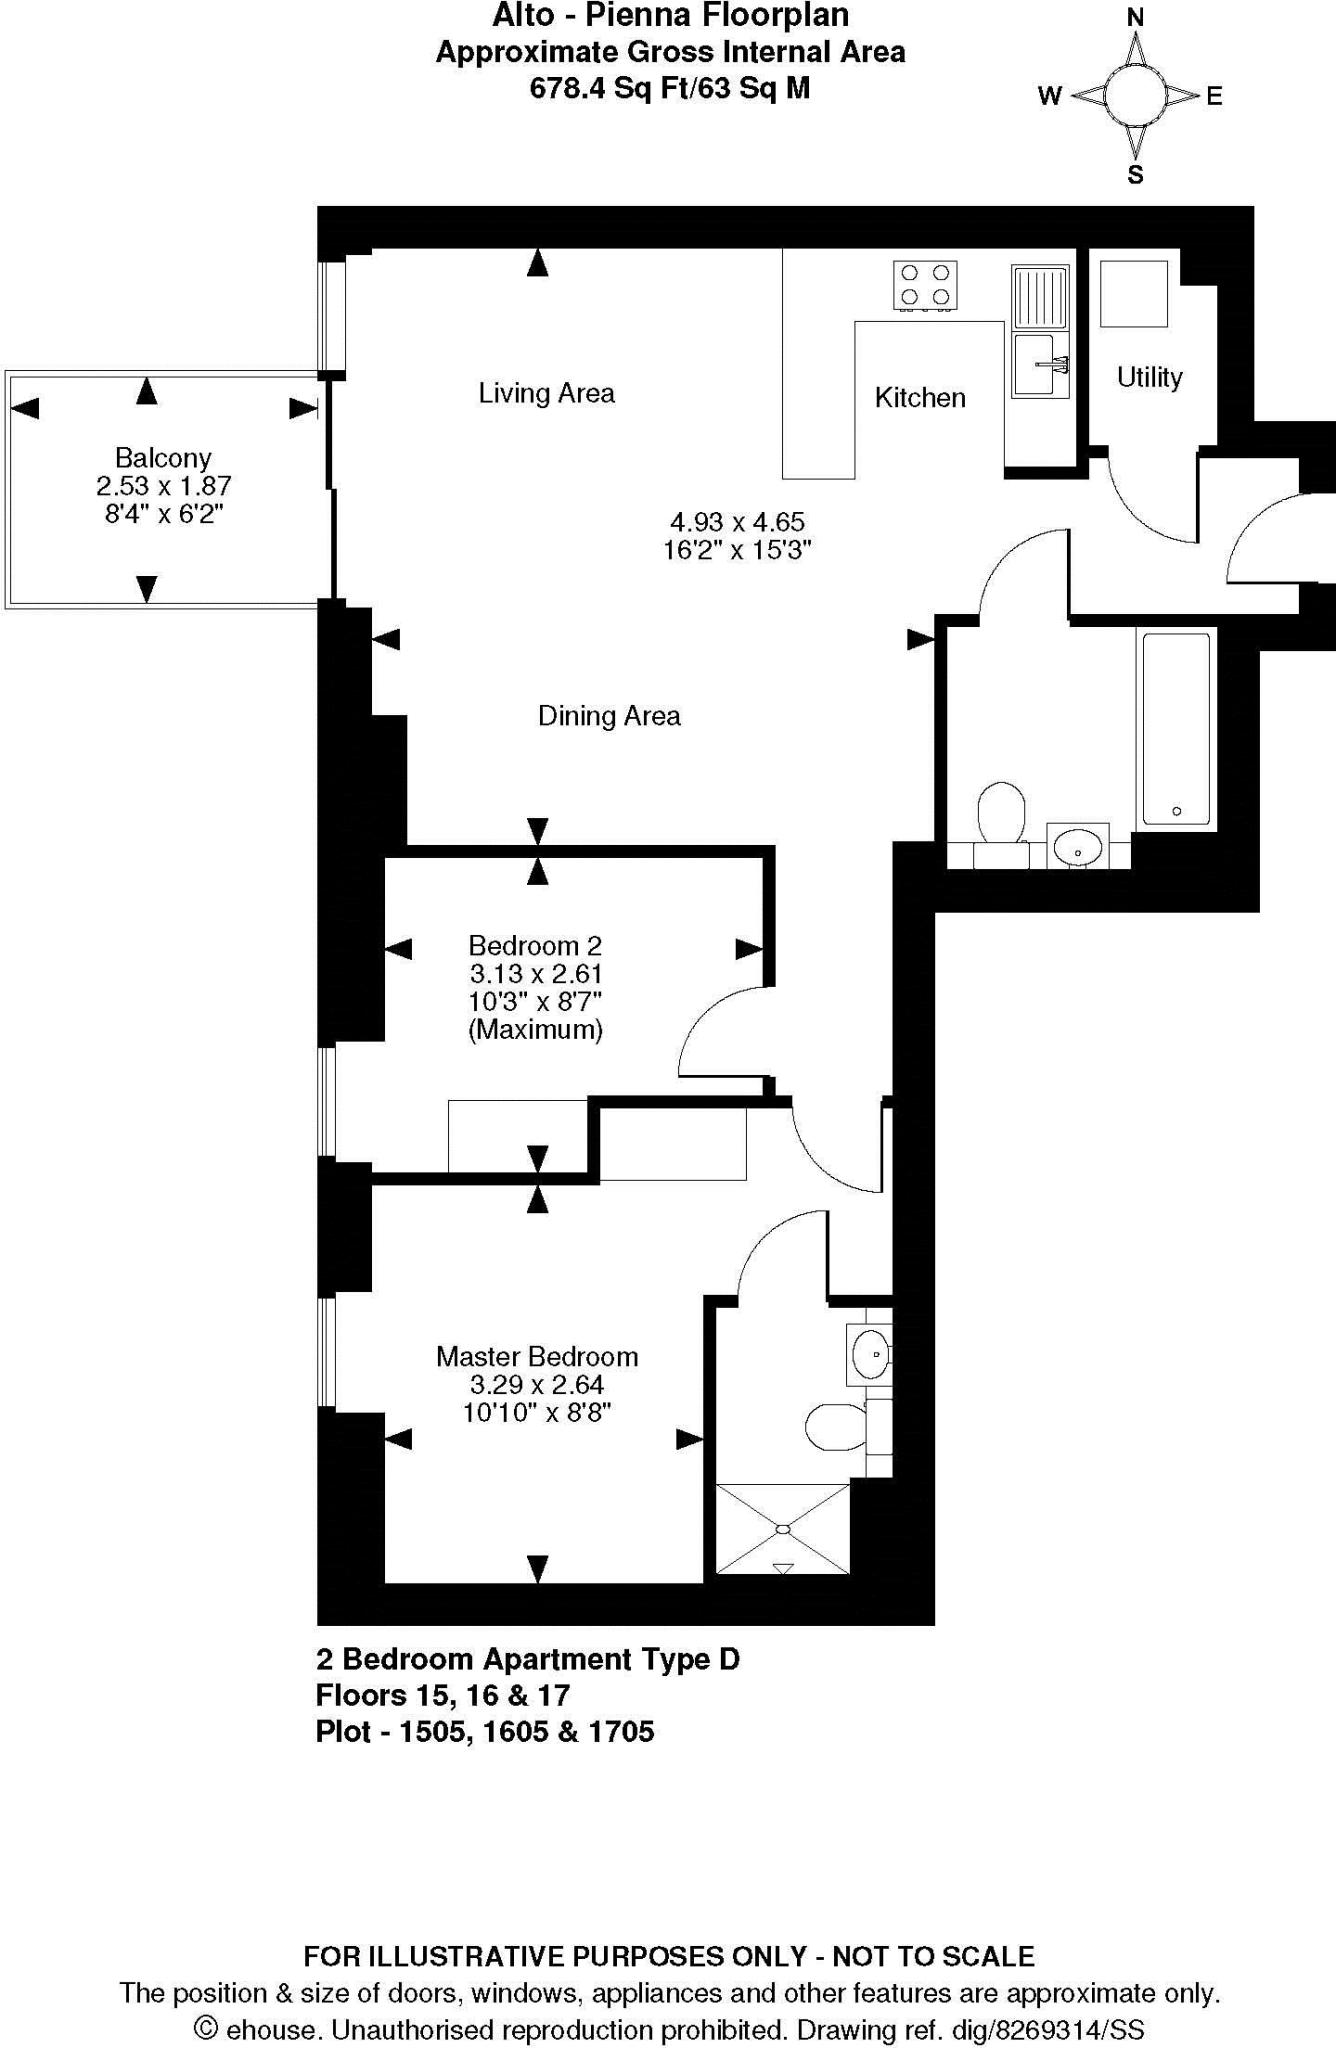 Alto - Pienna Floorplan
Approximate Gross Internal Area
678.4 Sq Ft/63 Sq M
N
W
E
S
Living Area
Kitchen
Utility
Balcony
2.53 x 1.87
8'4" x 6'2"
4.93 x 4.65
16'2" x 15'3"
Dining Area
Bedroom 2
3.13 x 2.61
10'3" x 8'7"
(Maximum)
Master Bedroom
3.29 x 2.64
10'10" x 8'8"
2 Bedroom Apartment Type D
Floors 15, 16 & 17
Plot - 1505, 1605 & 1705
FOR ILLUSTRATIVE PURPOSES ONLY - NOT TO SCALE
The position & size of doors, windows, appliances and other features are approximate only.
© ehouse. Unauthorised reproduction prohibited. Drawing ref. dig/8269314/SS